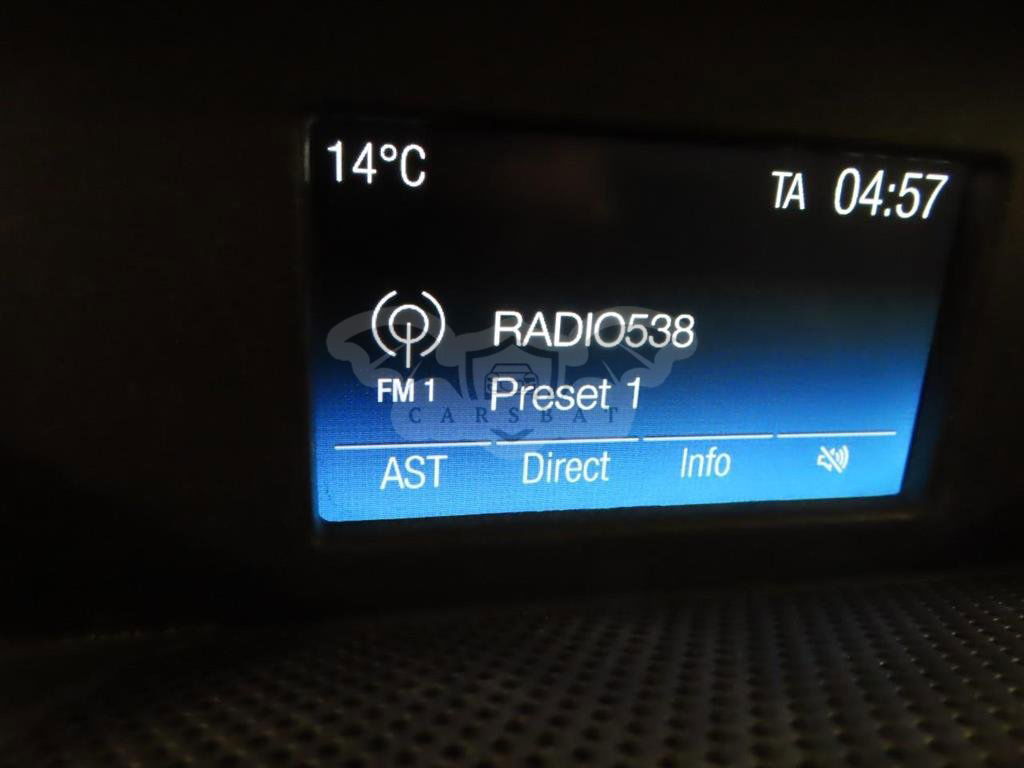 14°C
TA 04:57
RADIO538
FM 1 Preset 1
CARSBAT
AST Direct Info